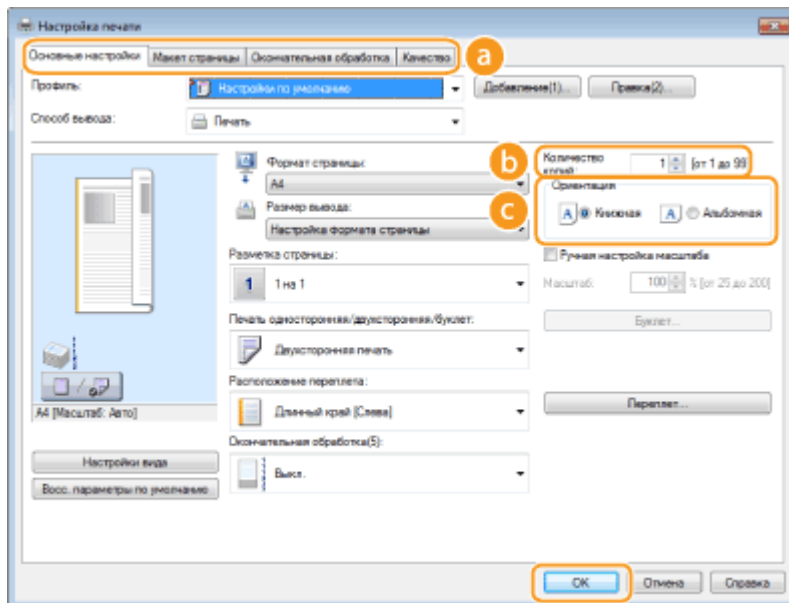 Настройка печати
Основные настройки Макет страницы Окончательная обработка Качество a
Профиль: Настройки по умолчанию Добавление(1)... Правка(2)...
Способ вывода: Печать
Формат страницы: b Количество копий: 1 [от 1 до 99]
A4
Ориентация
Размер вывода: c A Книжная A Альбомная
Настройка формата страницы
Разметка страницы: Ручная настройка масштаба
1 1 на 1 Масштаб: 100 % [от 25 до 200]
Печать односторонняя/двухсторонняя/буклет: Буклет...
Двухсторонняя печать
Расположение переплета:
A4 [Масштаб: Авто] Длинный край [Слева] Переплет...
Окончательная обработка(5):
Настройки вида Выкл.
Восс. параметры по умолчанию
OK Отмена Справка